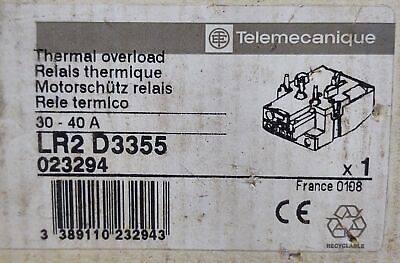 Telemecanique
Thermal overload
Relais thermique
Motorschütz relais
Rele termico
30 - 40 A
LR2 D3355
023294
x 1
France 0108
CE
3 389110 232943
RECYCLABLE